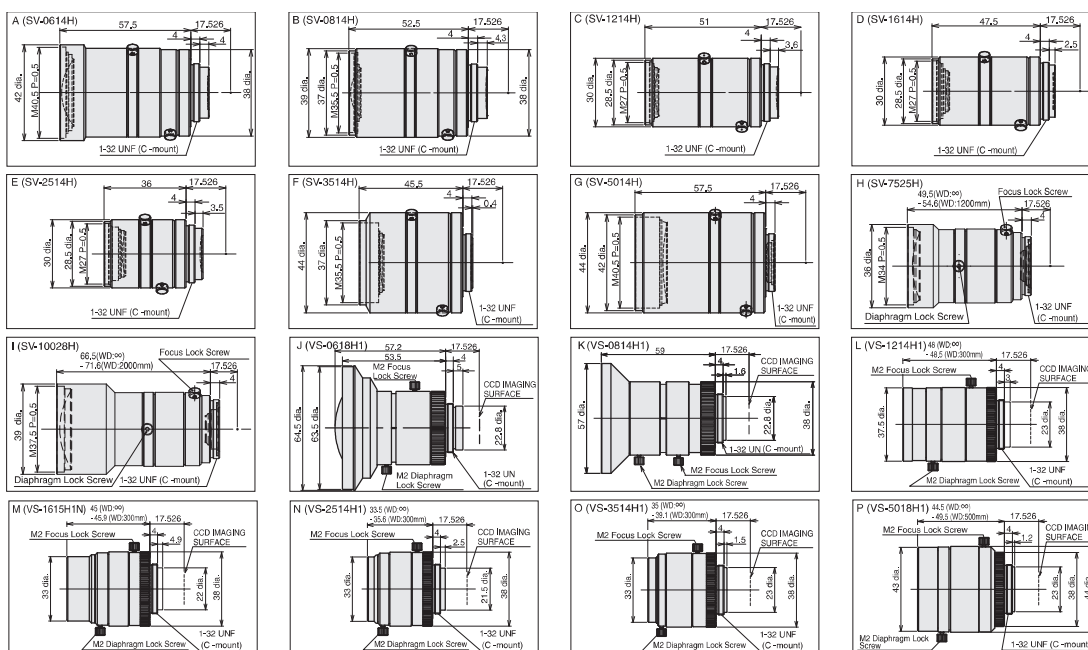 A (SV-0614H)
57.5
17.526
4
4
42 dia.
M40.5 P=0.5
38 dia.
1-32 UNF (C-mount)
B (SV-0814H)
52.5
17.526
4
4.3
39 dia.
37 dia.
M35.5 P=0.5
38 dia.
1-32 UNF (C-mount)
C (SV-1214H)
51
17.526
4
3.6
30 dia.
28.5 dia.
M27 P=0.5
1-32 UNF (C-mount)
D (SV-1614H)
47.5
17.526
4
2.5
30 dia.
28.5 dia.
M27 P=0.5
1-32 UNF (C-mount)
E (SV-2514H)
36
17.526
4
3.5
30 dia.
28.5 dia.
M27 P=0.5
1-32 UNF (C-mount)
F (SV-3514H)
45.5
17.526
4
0.4
44 dia.
37 dia.
M35.5 P=0.5
1-32 UNF
(C-mount)
G (SV-5014H)
57.5
17.526
4
44 dia.
42 dia.
M40.5 P=0.5
1-32 UNF
(C-mount)
H (SV-7525H)
49.5(WD:∞)
-54.6(WD:1200mm)
Focus Lock Screw
17.526
4
36 dia.
M34 P=0.5
Diaphragm Lock Screw
1-32 UNF
(C-mount)
I (SV-10028H)
66.5(WD:∞)
-71.6(WD:2000mm)
Focus Lock Screw
17.526
4
39 dia.
M37.5 P=0.5
Diaphragm Lock Screw
1-32 UNF (C-mount)
J (VS-0618H1)
57.2
17.526
53.5
4
5
M2 Focus
Lock Screw
CCD IMAGING
SURFACE
64.5 dia.
63.5 dia.
22.8 dia.
M2 Diaphragm
Lock Screw
1-32 UN
(C-mount)
K (VS-0814H1)
59
17.526
4
1.6
CCD IMAGING
SURFACE
57 dia.
22.8 dia.
38 dia.
1-32 UN (C-mount)
M2 Focus Lock Screw
M2 Diaphragm Lock Screw
L (VS-1214H1)
48 (WD:∞)
- 48.5(WD:300mm)
17.526
M2 Focus Lock Screw
4
3
CCD IMAGING
SURFACE
37.5 dia.
23 dia.
38 dia.
M2 Diaphragm Lock Screw
1-32 UNF
(C-mount)
M (VS-1615H1N)
45 (WD:∞)
- 45.9 (WD:300mm)
17.526
M2 Focus Lock Screw
4
4.9
CCD IMAGING
SURFACE
33 dia.
22 dia.
38 dia.
M2 Diaphragm Lock Screw
1-32 UNF
(C-mount)
N (VS-2514H1)
33.5 (WD:∞)
- 35.6 (WD:300mm)
17.526
M2 Focus Lock Screw
4
2.5
CCD IMAGING
SURFACE
33 dia.
21.5 dia.
38 dia.
M2 Diaphragm Lock Screw
1-32 UNF
(C-mount)
O (VS-3514H1)
35 (WD:∞)
- 39.1 (WD:300mm)
17.526
M2 Focus Lock Screw
4
1.5
CCD IMAGING
SURFACE
33 dia.
23 dia.
38 dia.
M2 Diaphragm Lock Screw
1-32 UNF
(C-mount)
P (VS-5018H1)
44.5 (WD:∞)
- 49.5 (WD:500mm)
17.526
M2 Focus Lock Screw
4
1.2
CCD IMAGING
SURFACE
43 dia.
23 dia.
38 dia.
44 dia.
M2 Diaphragm Lock
Screw
1-32 UNF (C-mount)